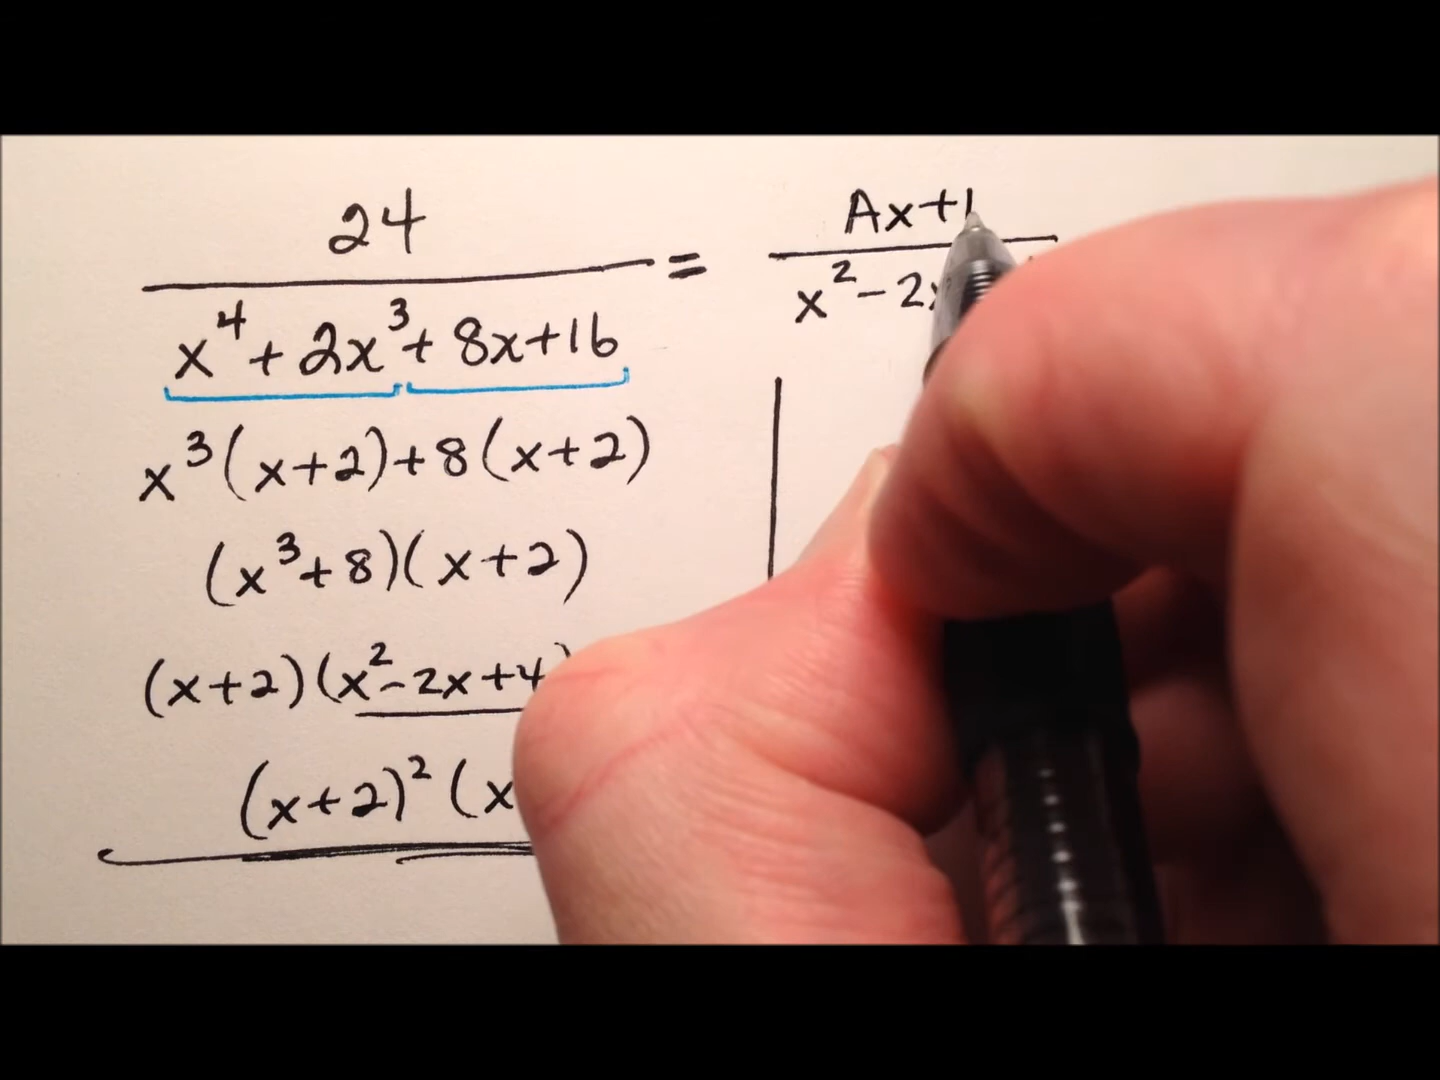 24
x⁴ + 2x³ + 8x + 16
=
Ax +
x² - 2x
x³ (x + 2) + 8 (x + 2)
(x³ + 8)(x + 2)
(x + 2)(x² - 2x + 4)
(x + 2)² (x